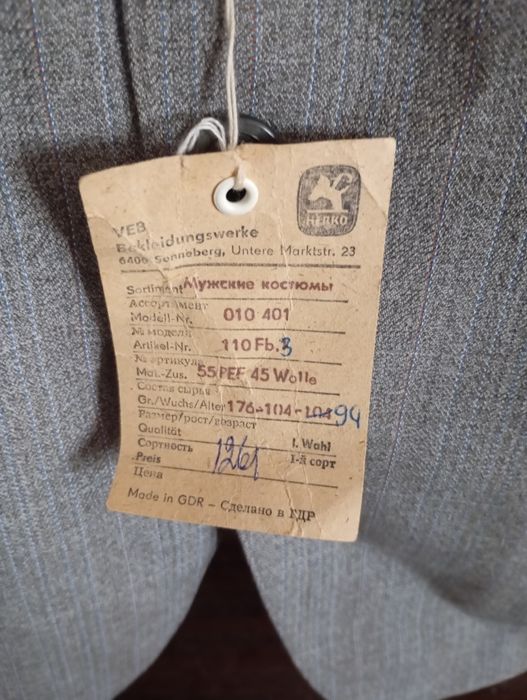 HERKO
VEB
Bekleidungswerke
6400 Sonneberg, Untere Marktstr. 23
Sortiment Мужские костюмы
Ассортимент
Modell-Nr. 010 401
№ модели
Artikel-Nr. 110 Fb. 3
№ артикула
Mat.-Zus. 55 PEF 45 Wolle
Состав сырья
Gr./Wuchs/Alter 176-104-104 94
Размер/рост/возраст
Qualität I. Wahl
Сортность I-й сорт
Preis 126r
Цена
Made in GDR – Сделано в ГДР